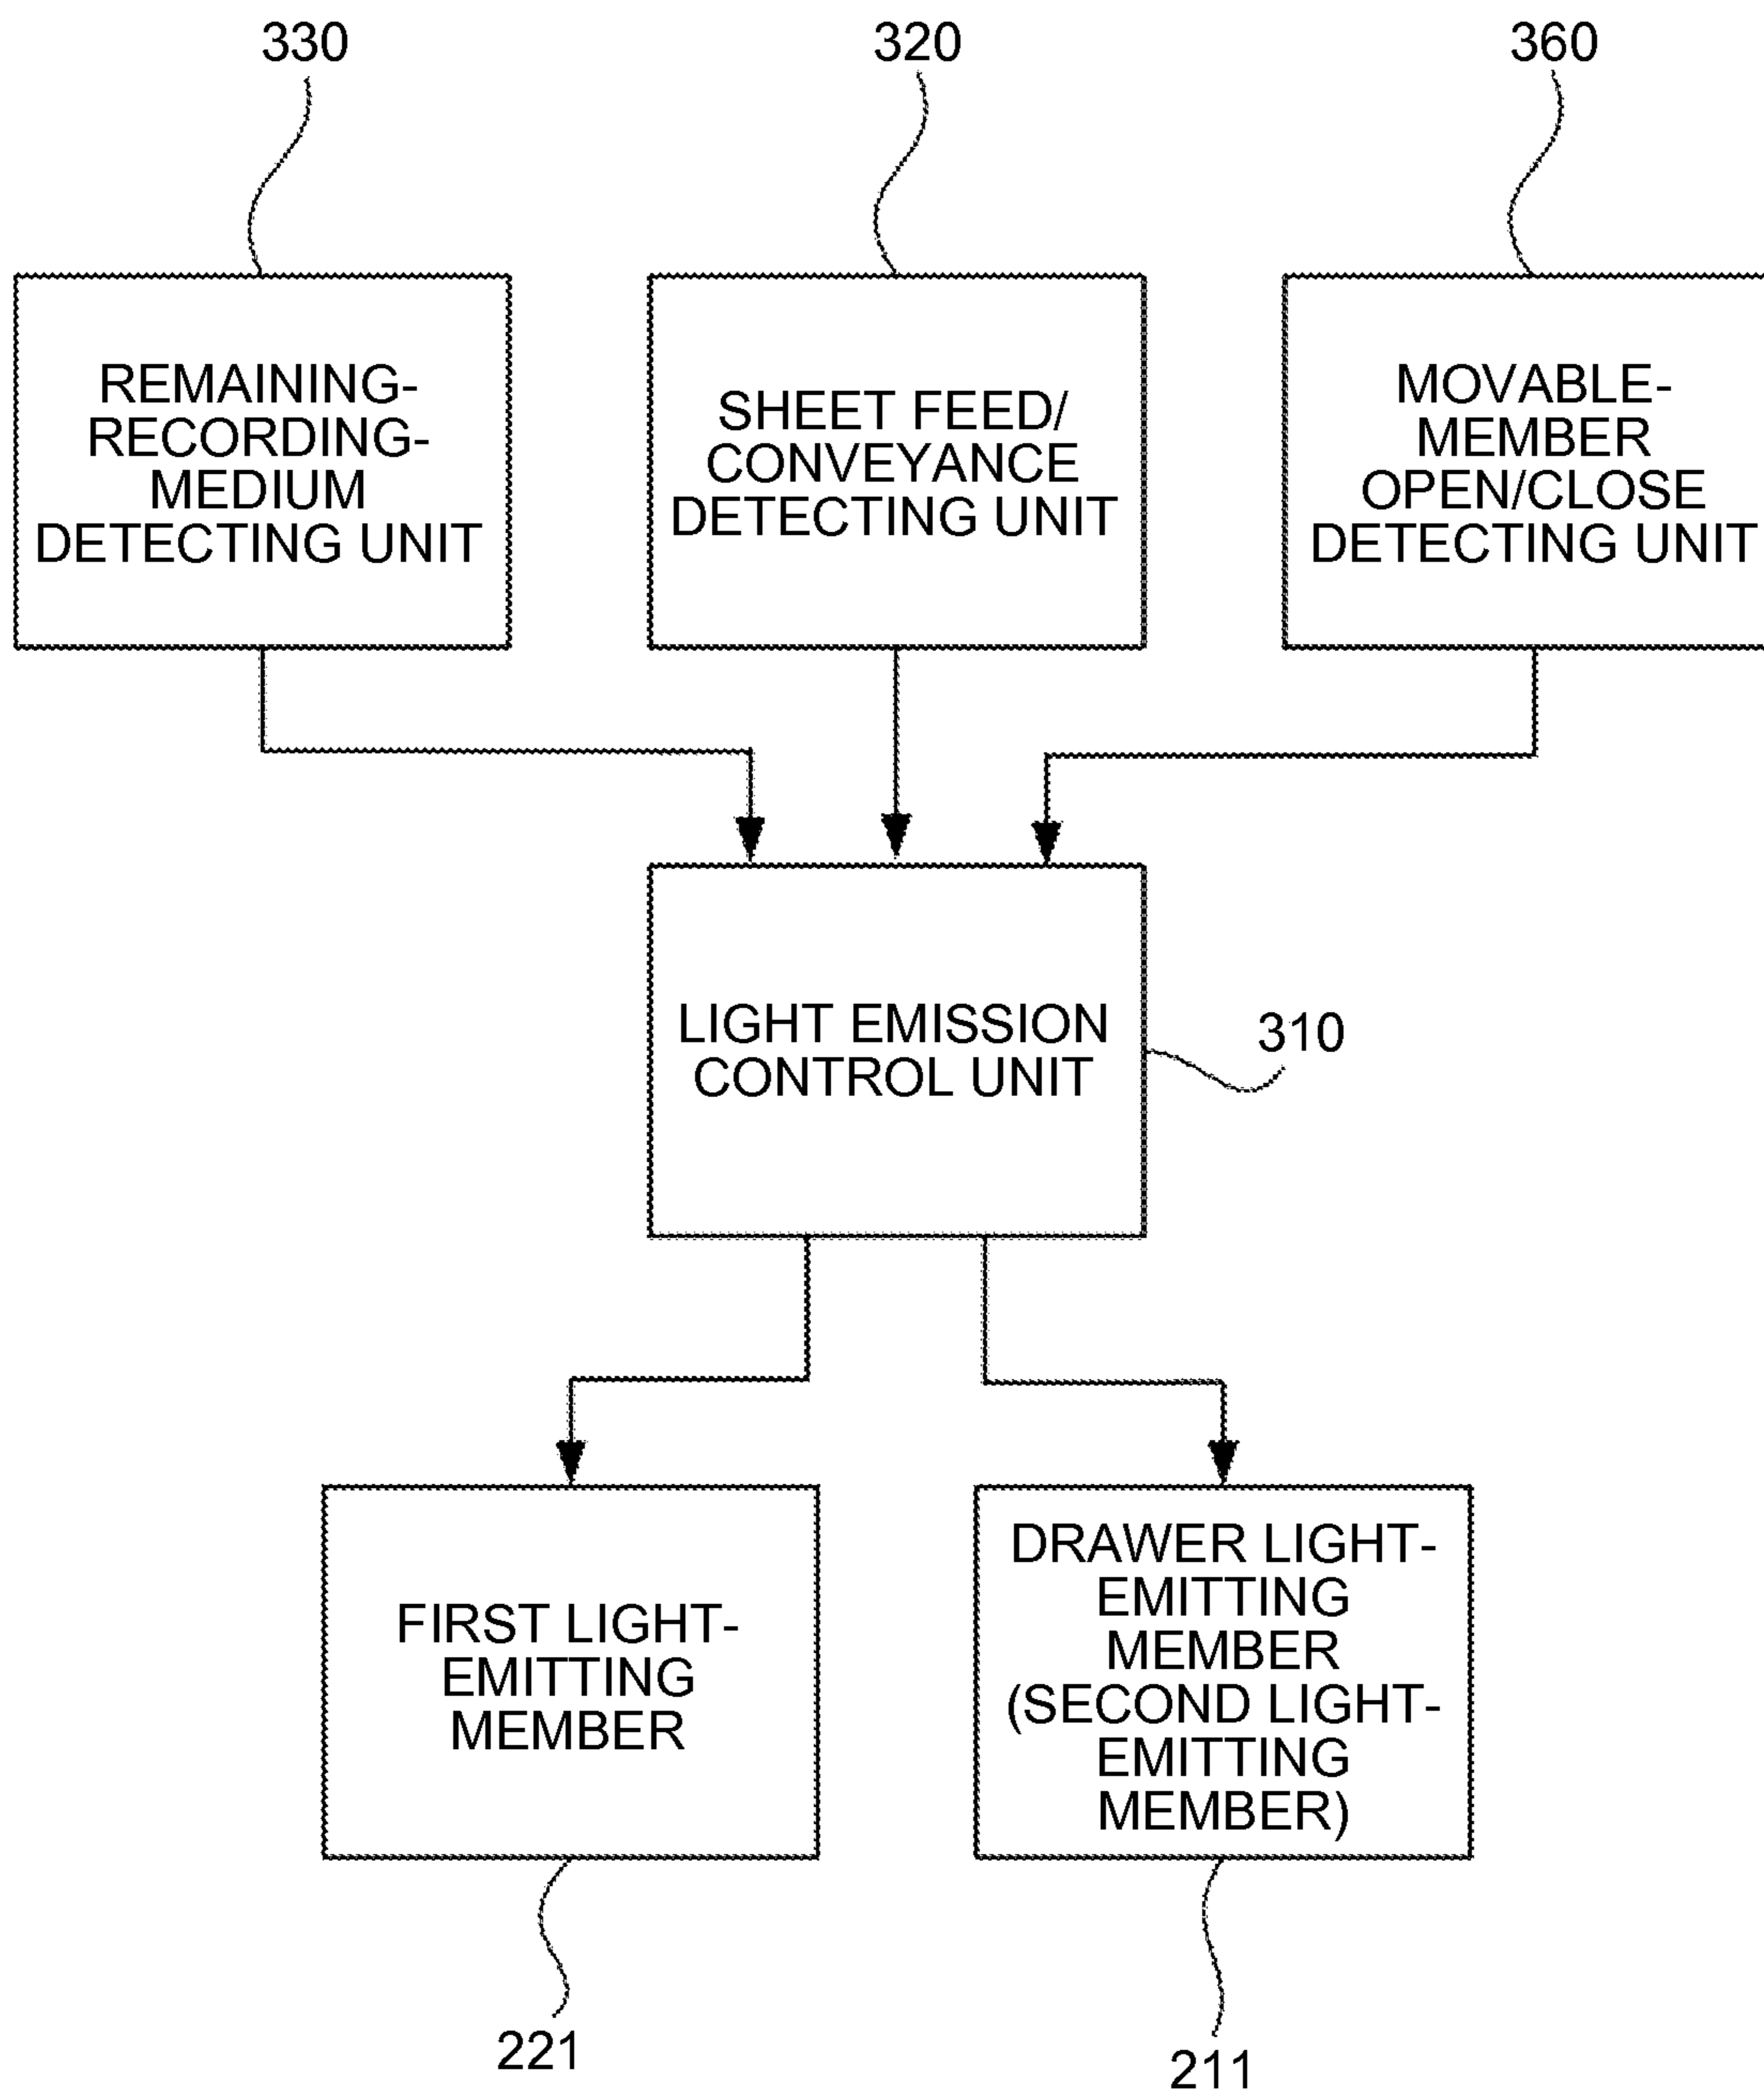 330
320
360
REMAINING-
RECORDING-
MEDIUM
DETECTING UNIT
SHEET FEED/
CONVEYANCE
DETECTING UNIT
MOVABLE-
MEMBER
OPEN/CLOSE
DETECTING UNIT
LIGHT EMISSION
CONTROL UNIT
310
FIRST LIGHT-
EMITTING
MEMBER
DRAWER LIGHT-
EMITTING
MEMBER
(SECOND LIGHT-
EMITTING
MEMBER)
221
211